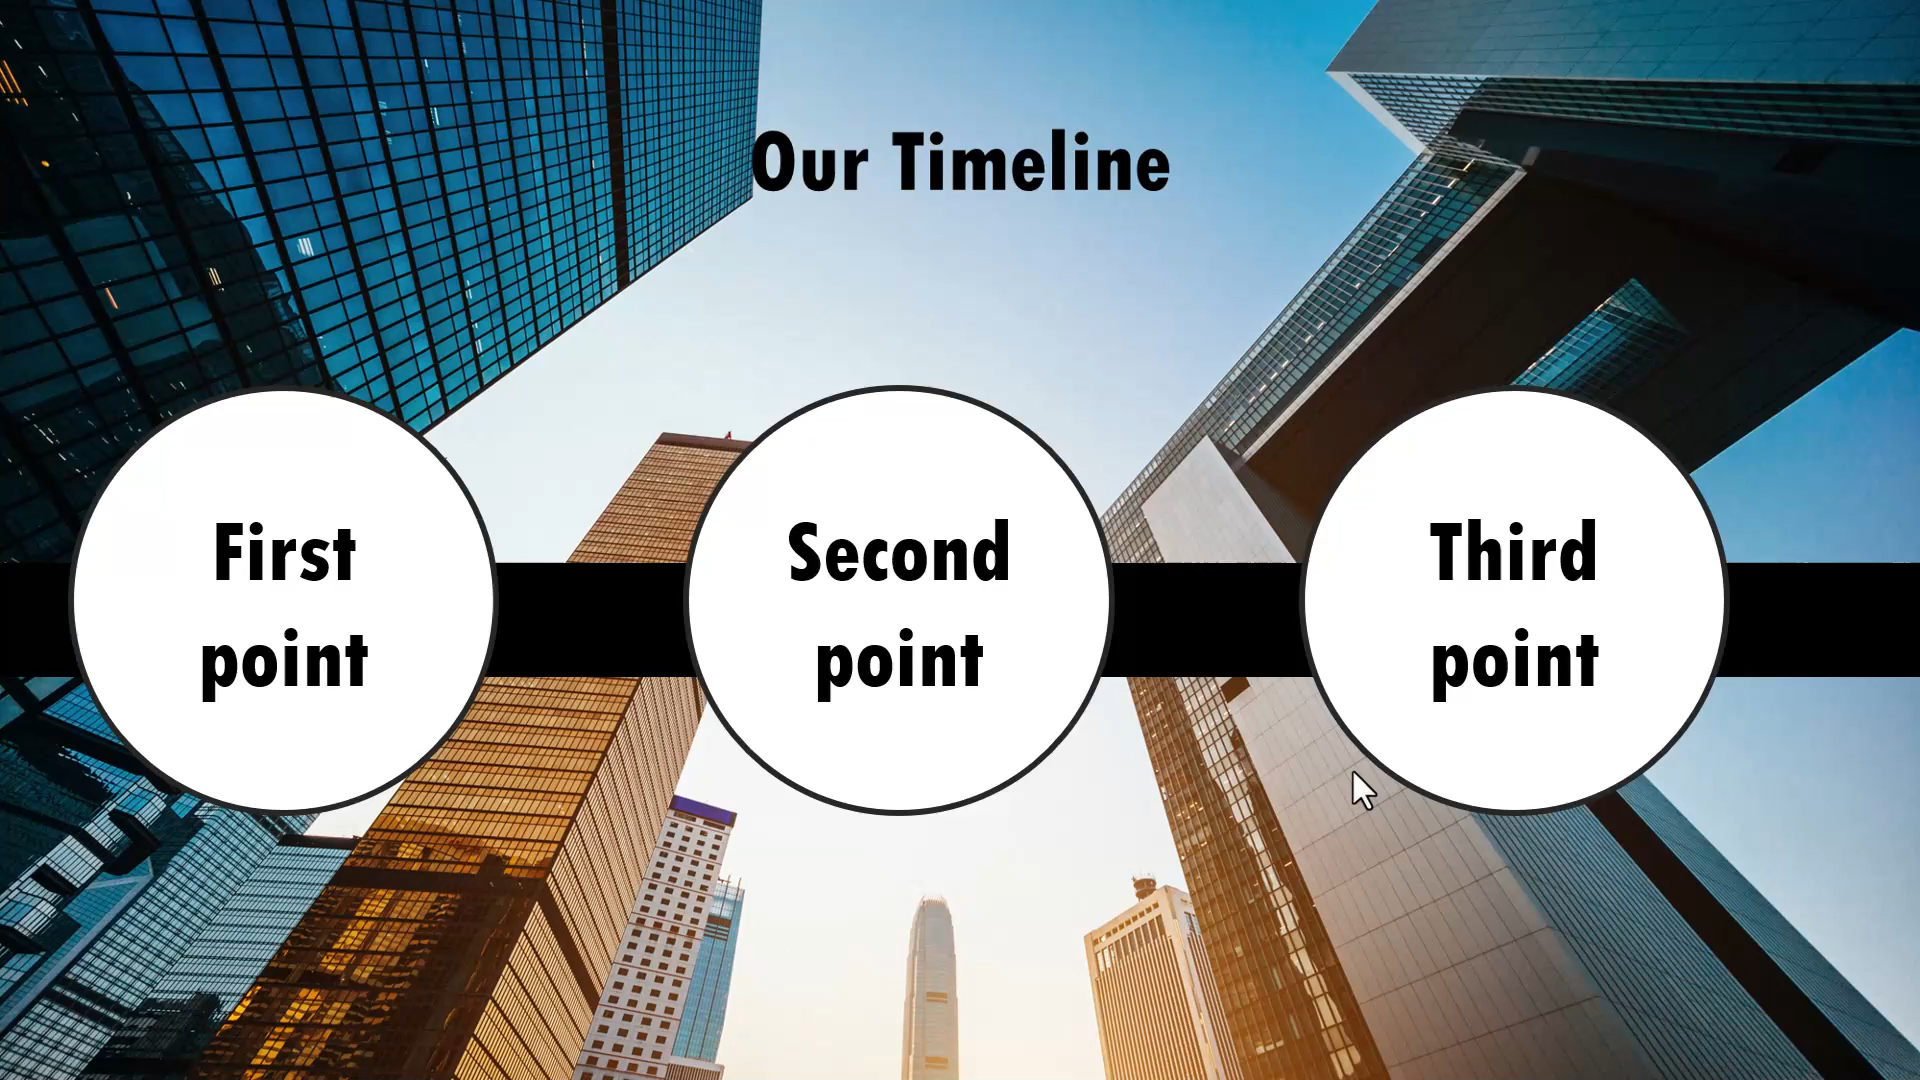 Our Timeline
First
point
Second
point
Third
point